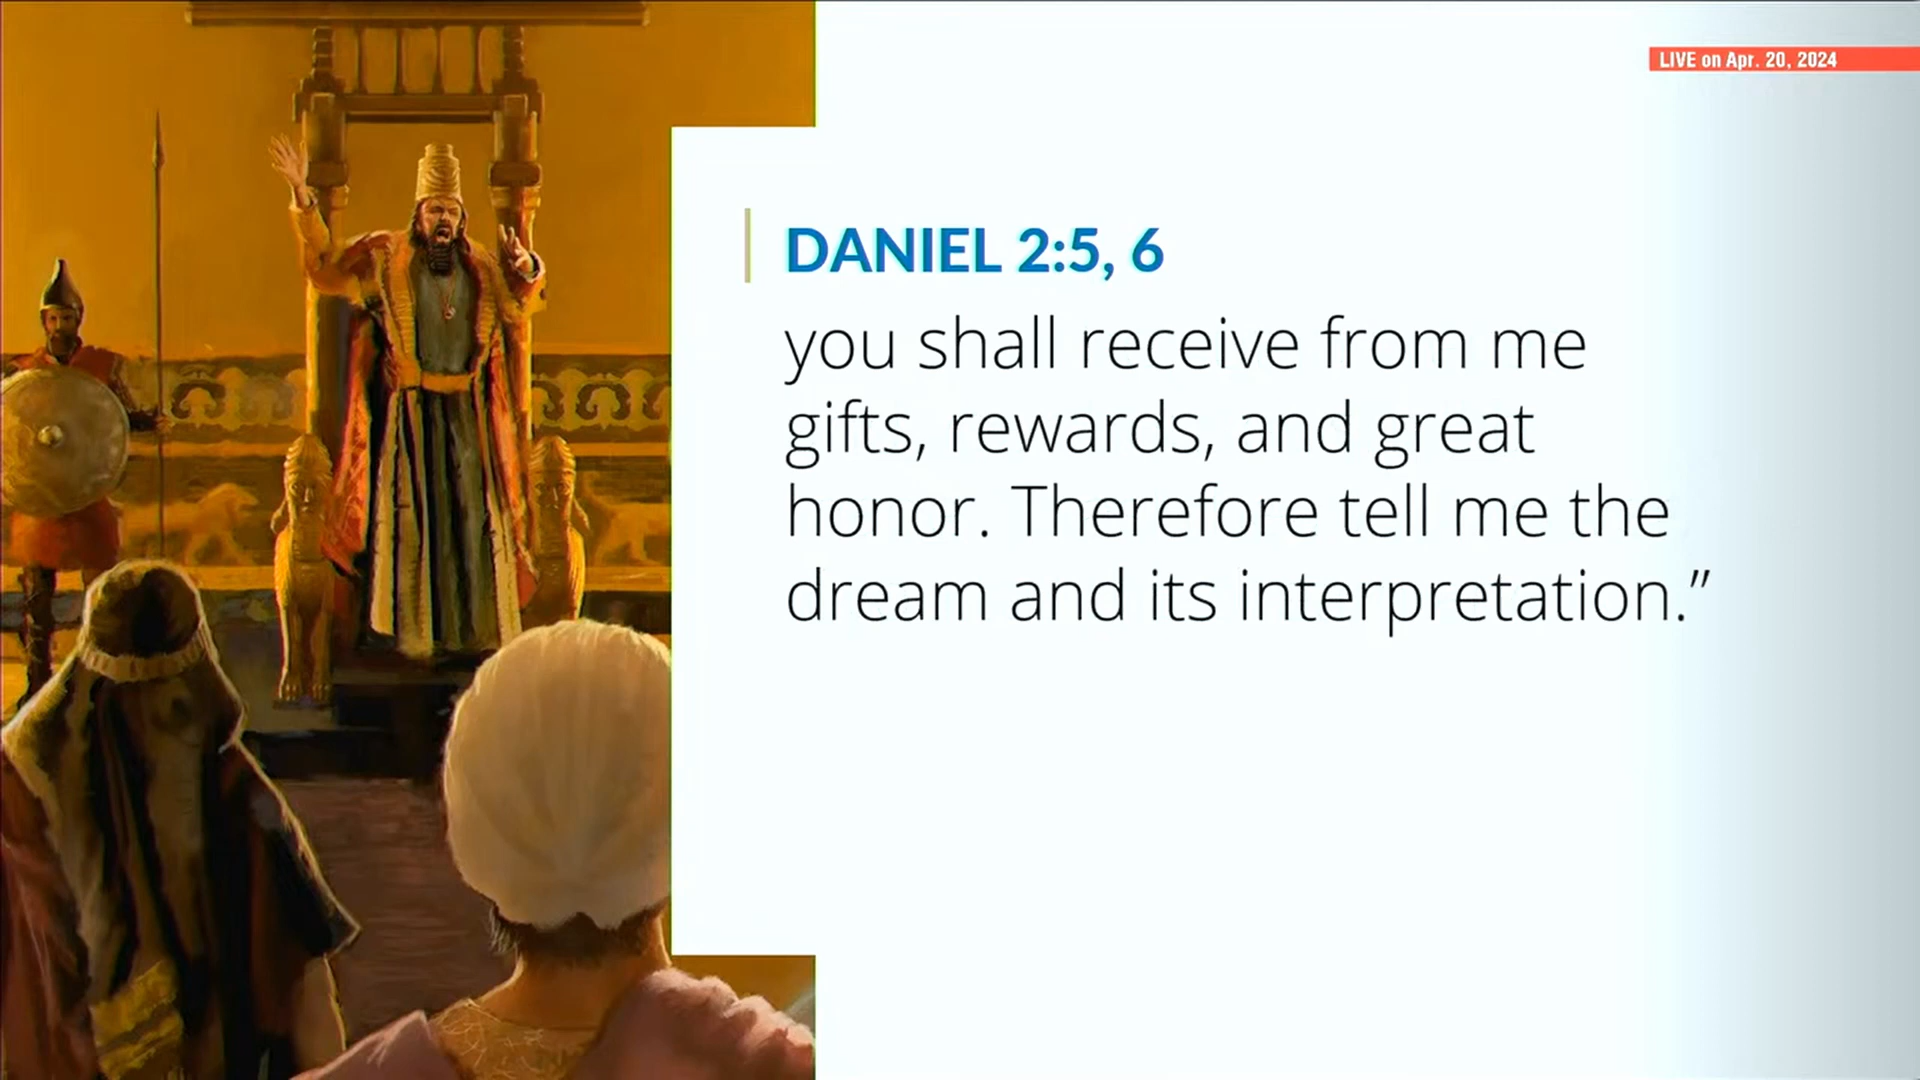 LIVE on Apr. 20, 2024
DANIEL 2:5, 6
you shall receive from me
gifts, rewards, and great
honor. Therefore tell me the
dream and its interpretation.”